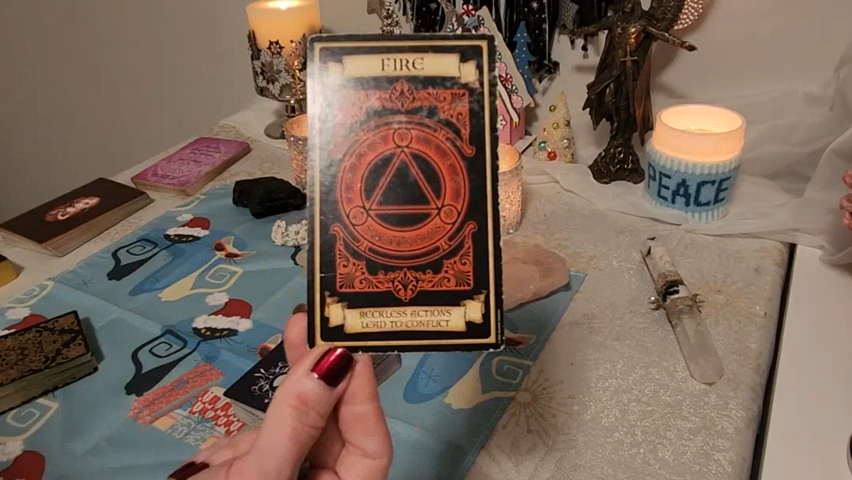 FIRE
RECKLESS ACTIONS
LEAD TO CONFLICT
PEACE